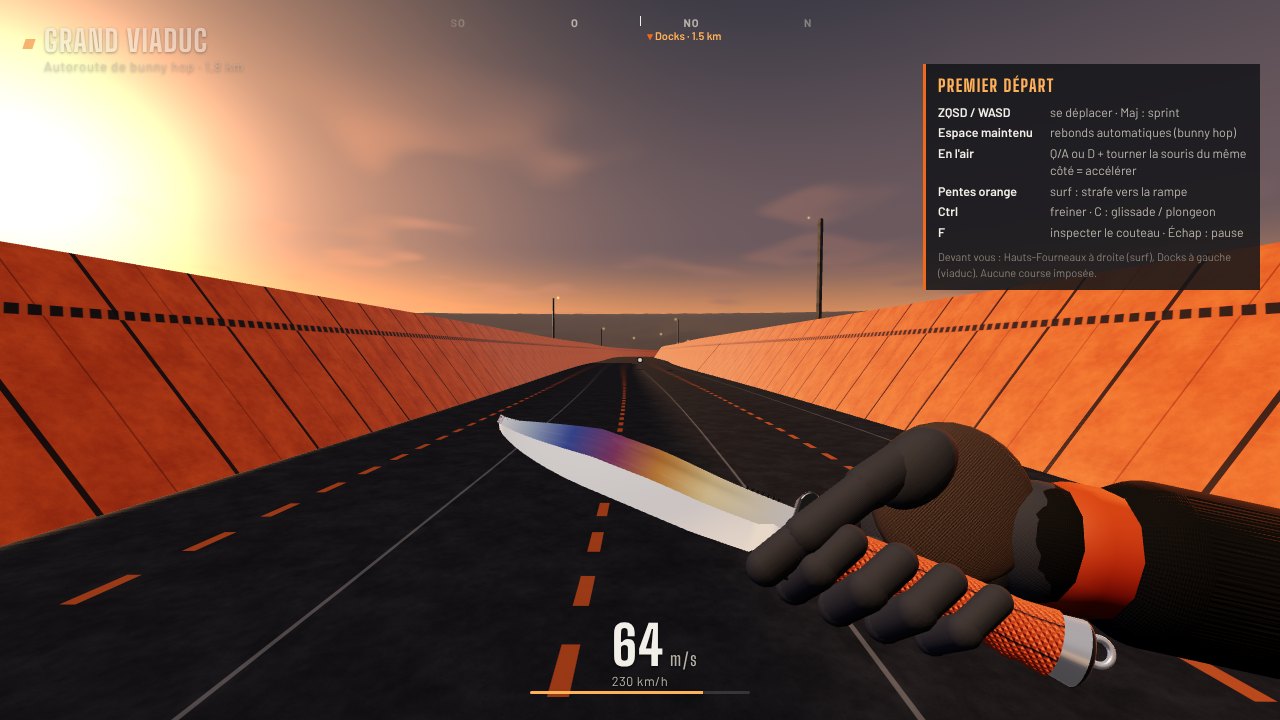 SO O NO N
Docks · 1.5 km
GRAND VIADUC
Autoroute de bunny hop · 1,8 km
PREMIER DÉPART
ZQSD / WASD se déplacer · Maj : sprint
Espace maintenu rebonds automatiques (bunny hop)
En l'air Q/A ou D + tourner la souris du même
côté = accélérer
Pentes orange surf : strafe vers la rampe
Ctrl freiner · C : glissade / plongeon
F inspecter le couteau · Échap : pause
Devant vous : Hauts-Fourneaux à droite (surf), Docks à gauche
(viaduc). Aucune course imposée.
64 m/s
230 km/h